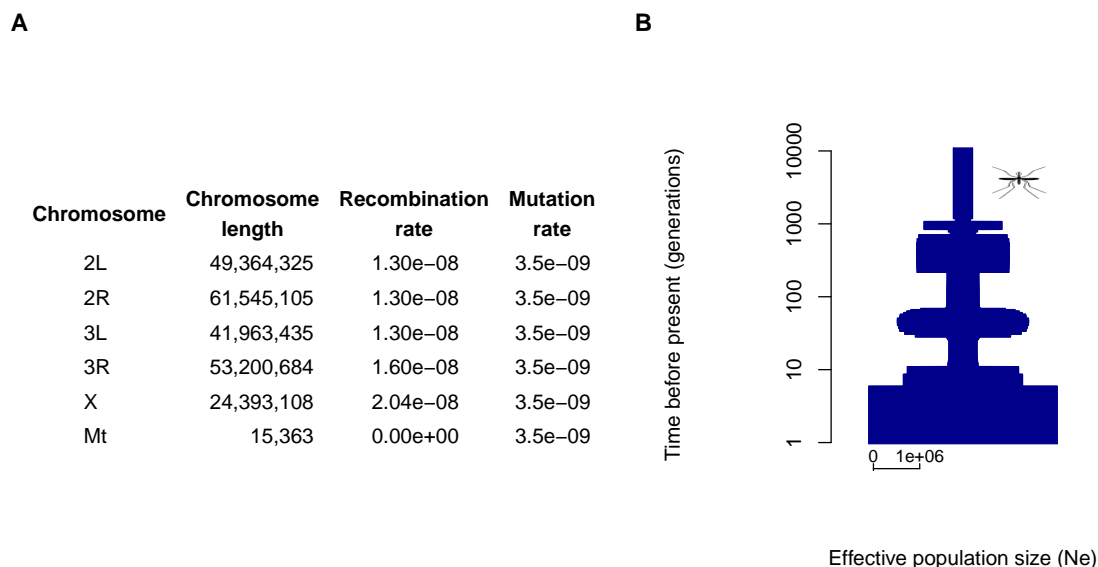 A
B
Chromosome Chromosome length Recombination rate Mutation rate
2L 49,364,325 1.30e−08 3.5e−09
2R 61,545,105 1.30e−08 3.5e−09
3L 41,963,435 1.30e−08 3.5e−09
3R 53,200,684 1.60e−08 3.5e−09
X 24,393,108 2.04e−08 3.5e−09
Mt 15,363 0.00e+00 3.5e−09
Time before present (generations)
10000
1000
100
10
1
0 1e+06
Effective population size (Ne)